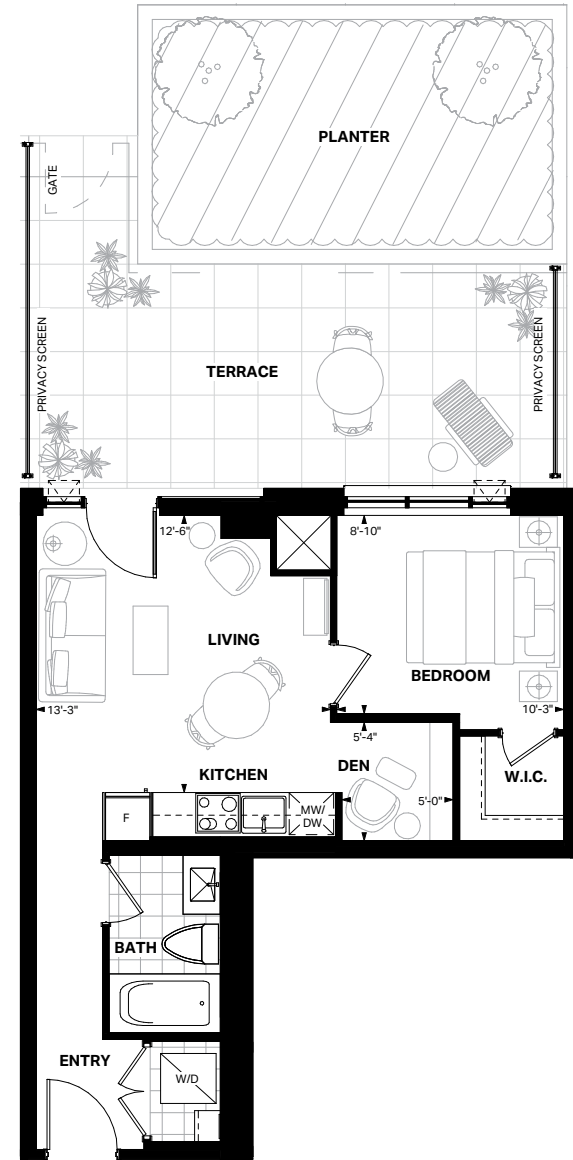 PLANTER
GATE
PRIVACY SCREEN
TERRACE
PRIVACY SCREEN
12'-6"
8'-10"
LIVING
BEDROOM
13'-3"
10'-3"
5'-4"
KITCHEN
DEN
W.I.C.
F
MW/
DW
5'-0"
BATH
ENTRY
W/D